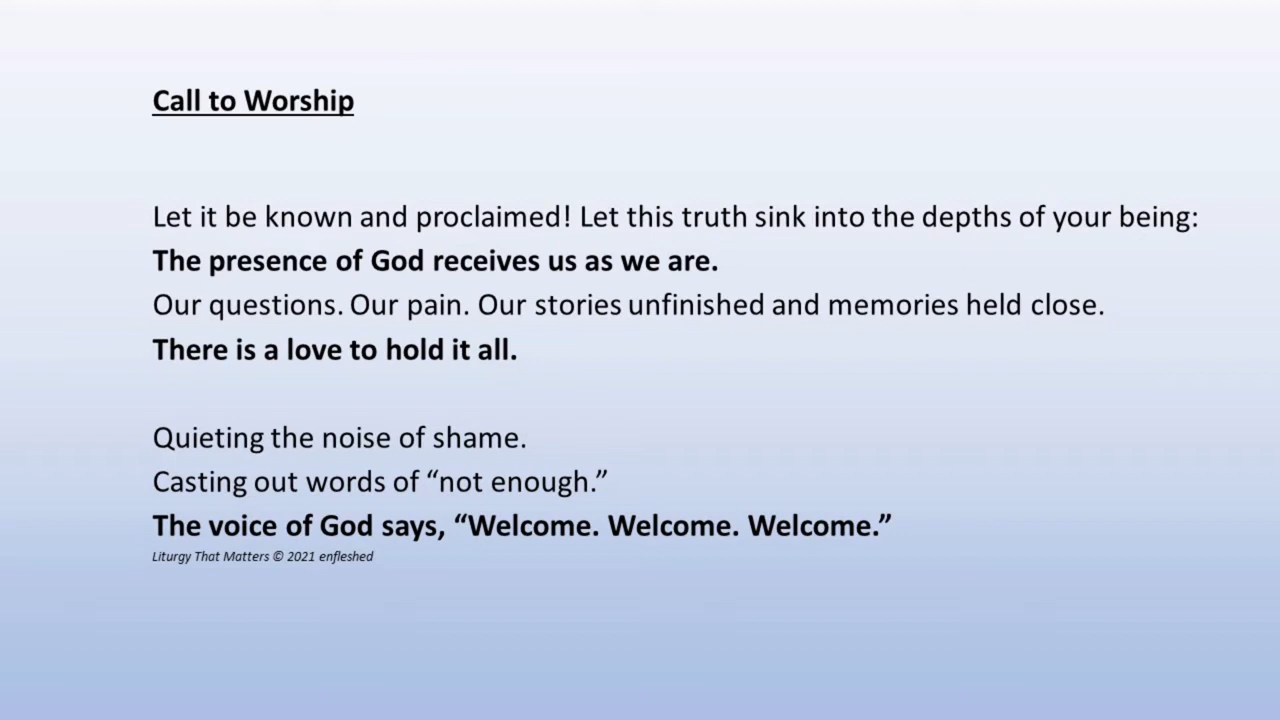 Call to Worship
Let it be known and proclaimed! Let this truth sink into the depths of your being:
The presence of God receives us as we are.
Our questions. Our pain. Our stories unfinished and memories held close.
There is a love to hold it all.
Quieting the noise of shame.
Casting out words of “not enough.”
The voice of God says, “Welcome. Welcome. Welcome.”
Liturgy That Matters © 2021 enfleshed